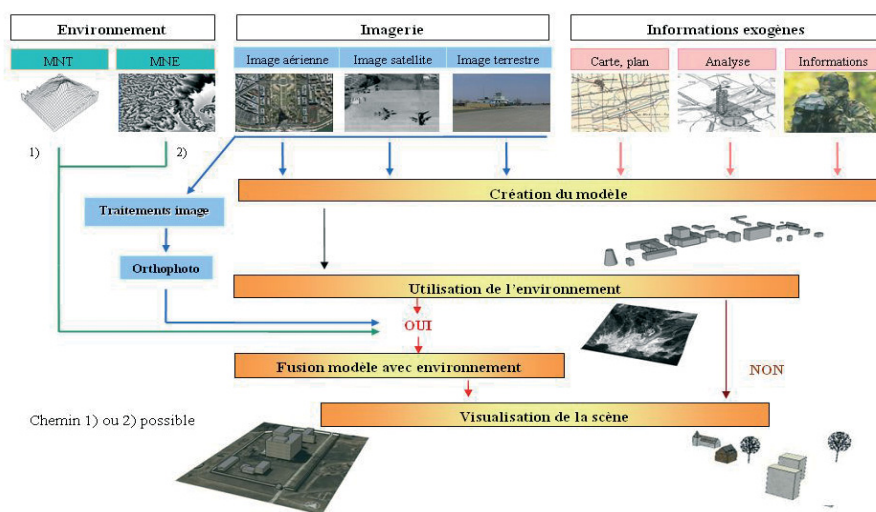 Environnement
Imagerie
Informations exogènes
MNT
MNE
Image aérienne
Image satellite
Image terrestre
Carte, plan
Analyse
Informations
1)
2)
Création du modèle
Traitements image
Orthophoto
Utilisation de l'environnement
OUI
Fusion modèle avec environnement
NON
Visualisation de la scène
Chemin 1) ou 2) possible